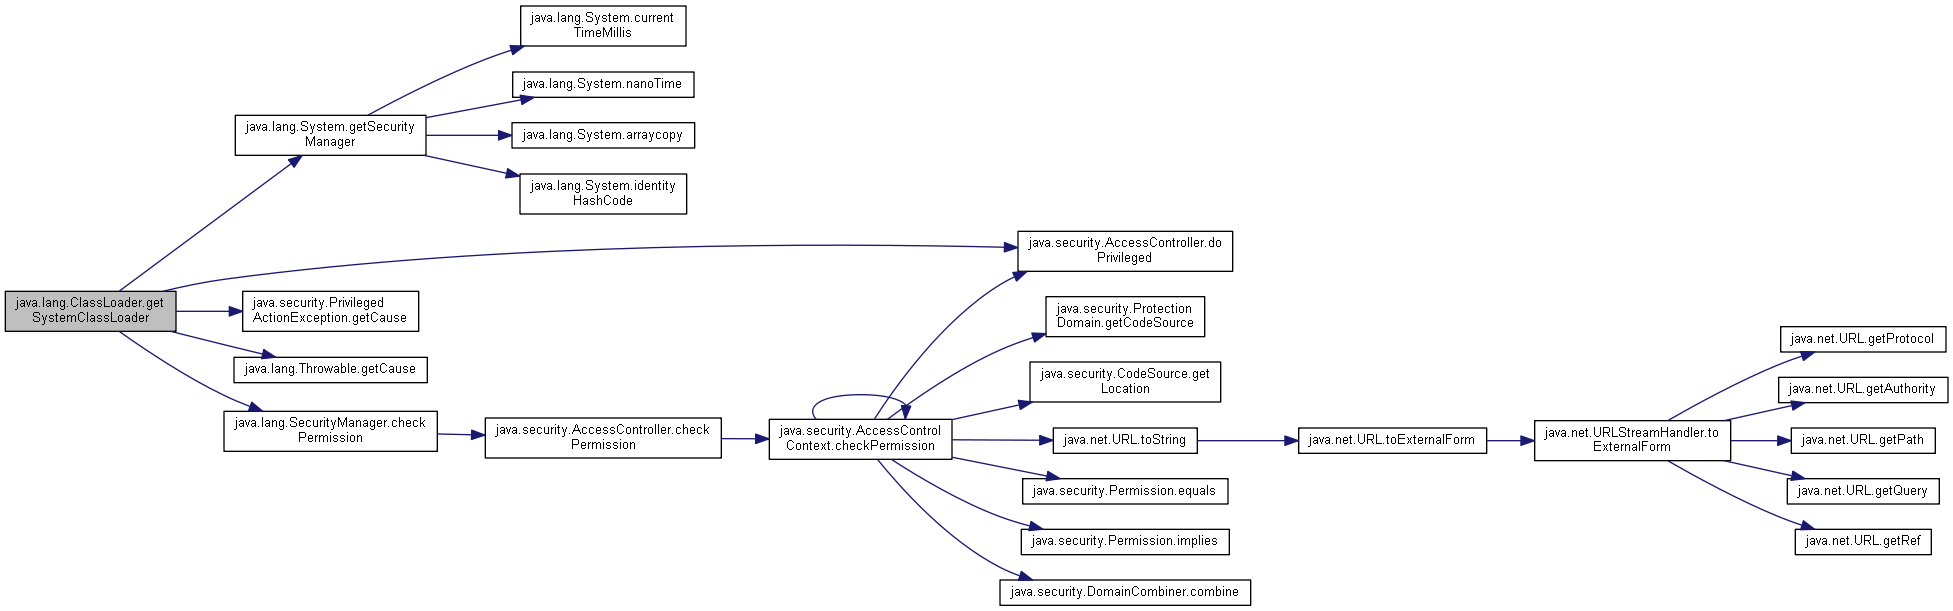 java.lang.System.current
TimeMillis
java.lang.System.nanoTime
java.lang.System.getSecurity
Manager
java.lang.System.arraycopy
java.lang.System.identity
HashCode
java.security.AccessController.do
Privileged
java.lang.ClassLoader.get
SystemClassLoader
java.security.Privileged
ActionException.getCause
java.security.Protection
Domain.getCodeSource
java.net.URL.getProtocol
java.lang.Throwable.getCause
java.security.CodeSource.get
Location
java.net.URL.getAuthority
java.lang.SecurityManager.check
Permission
java.security.AccessController.check
Permission
java.security.AccessControl
Context.checkPermission
java.net.URL.toString
java.net.URL.toExternalForm
java.net.URLStreamHandler.to
ExternalForm
java.net.URL.getPath
java.security.Permission.equals
java.net.URL.getQuery
java.security.Permission.implies
java.net.URL.getRef
java.security.DomainCombiner.combine